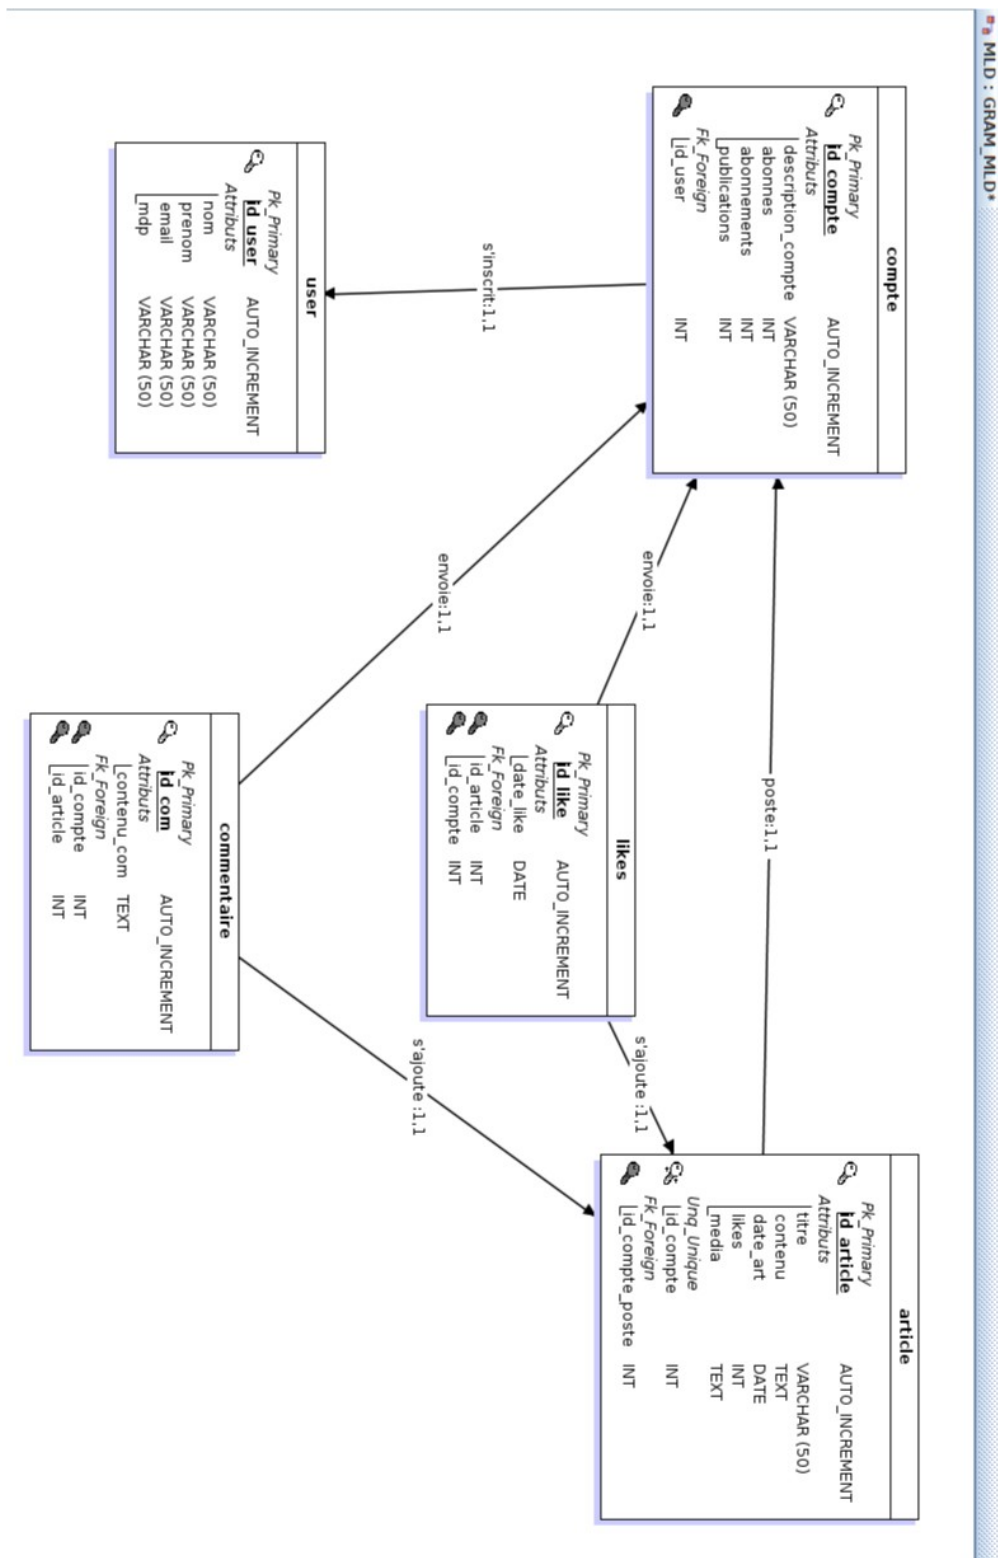 MLD : GRAM_MLD*
compte
Pk_Primary
id_compte AUTO_INCREMENT
Attributs
description_compte VARCHAR (50)
abonnes INT
abonnements INT
publications INT
Fk_Foreign
id_user INT
s'inscrit:1,1
user
Pk_Primary
id_user AUTO_INCREMENT
Attributs
nom VARCHAR (50)
prenom VARCHAR (50)
email VARCHAR (50)
mdp VARCHAR (50)
poste:1,1
envoie:1,1
envoie:1,1
likes
Pk_Primary
id_like AUTO_INCREMENT
Attributs
date_like DATE
Fk_Foreign
id_article INT
id_compte INT
commentaire
Pk_Primary
id_com AUTO_INCREMENT
Attributs
contenu_com TEXT
Fk_Foreign
id_compte INT
id_article INT
s'ajoute :1,1
s'ajoute :1,1
article
Pk_Primary
id_article AUTO_INCREMENT
Attributs
titre VARCHAR (50)
contenu TEXT
date_art DATE
likes INT
media TEXT
Unq_Unique
id_compte INT
Fk_Foreign
id_compte_poste INT